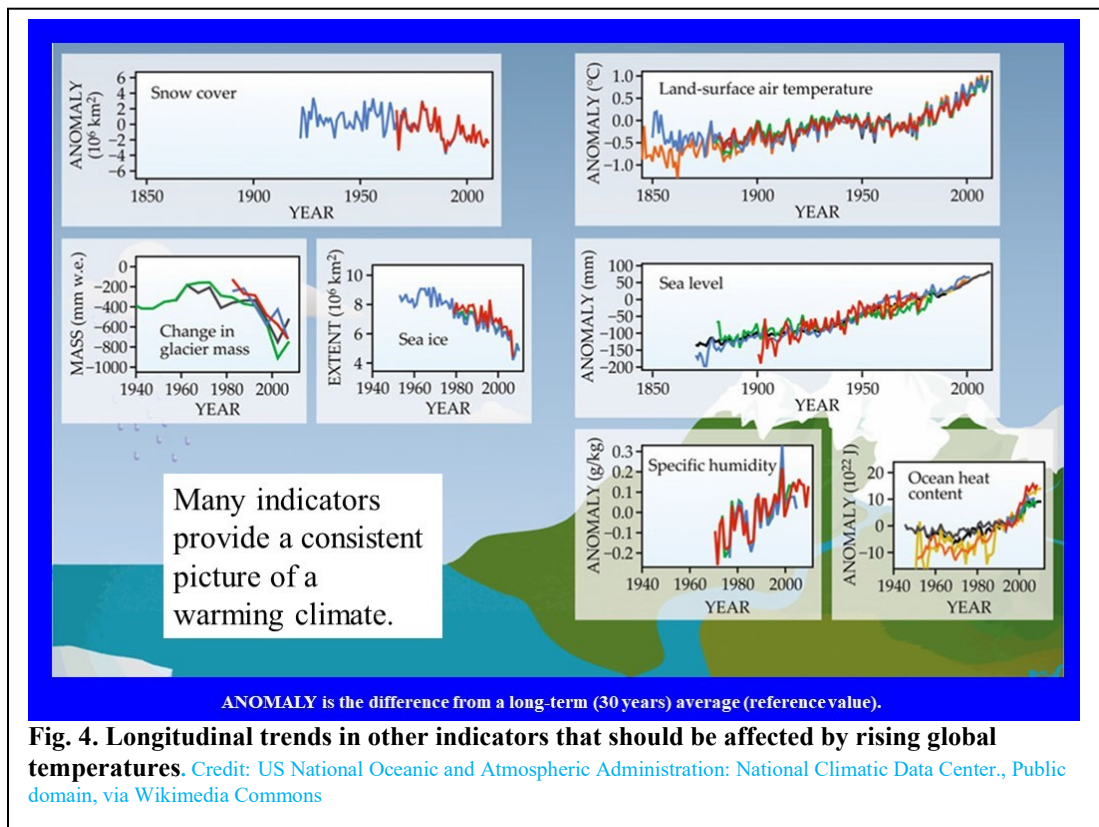 Snow cover
ANOMALY
(10⁶ km²)
6
4
2
0
−2
−4
−6
1850 1900 1950 2000
YEAR
Land-surface air temperature
ANOMALY (°C)
1.0
0.5
0.0
−0.5
−1.0
1850 1900 1950 2000
YEAR
Change in
glacier mass
MASS (mm w.e.)
0
−200
−400
−600
−800
−1000
1940 1960 1980 2000
YEAR
Sea ice
EXTENT (10⁶ km²)
10
8
6
4
1940 1960 1980 2000
YEAR
Sea level
ANOMALY (mm)
100
50
0
−50
−100
−150
−200
1850 1900 1950 2000
YEAR
Specific humidity
ANOMALY (g/kg)
0.3
0.2
0.1
0.0
−0.1
−0.2
1940 1960 1980 2000
YEAR
Ocean heat
content
ANOMALY (10²² J)
20
10
0
−10
1940 1960 1980 2000
YEAR
Many indicators
provide a consistent
picture of a
warming climate.
ANOMALY is the difference from a long-term (30 years) average (reference value).
Fig. 4. Longitudinal trends in other indicators that should be affected by rising global
temperatures. Credit: US National Oceanic and Atmospheric Administration: National Climatic Data Center., Public
domain, via Wikimedia Commons